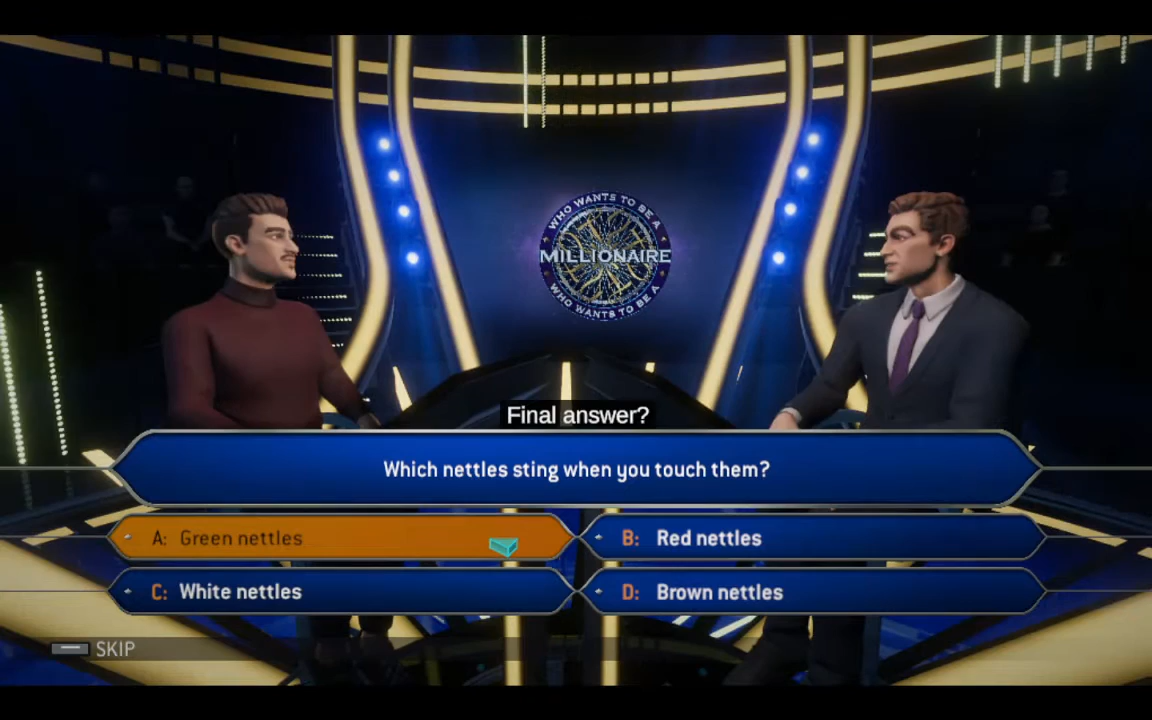 WHO WANTS TO BE A
MILLIONAIRE
WHO WANTS TO BE A
Final answer?
Which nettles sting when you touch them?
A: Green nettles
B: Red nettles
C: White nettles
D: Brown nettles
SKIP